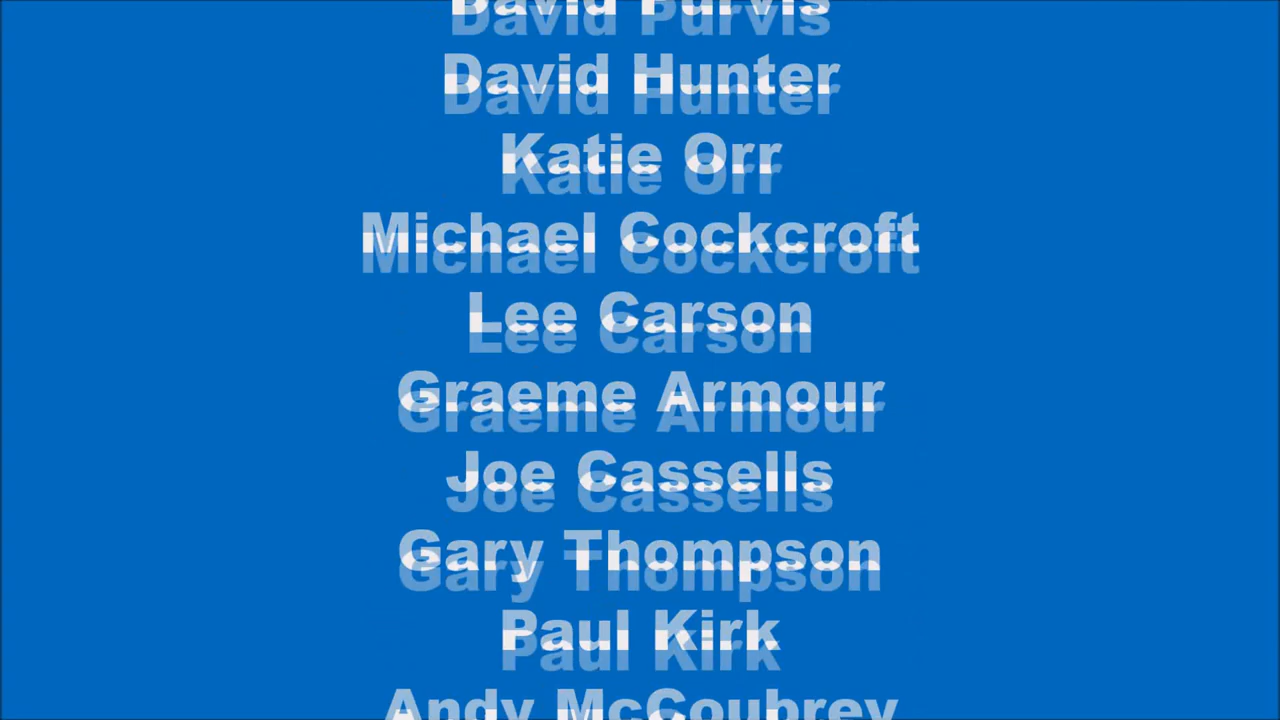 David Purvis
David Hunter
Katie Orr
Michael Cockcroft
Lee Carson
Graeme Armour
Joe Cassells
Gary Thompson
Paul Kirk
Andy McCoubrey